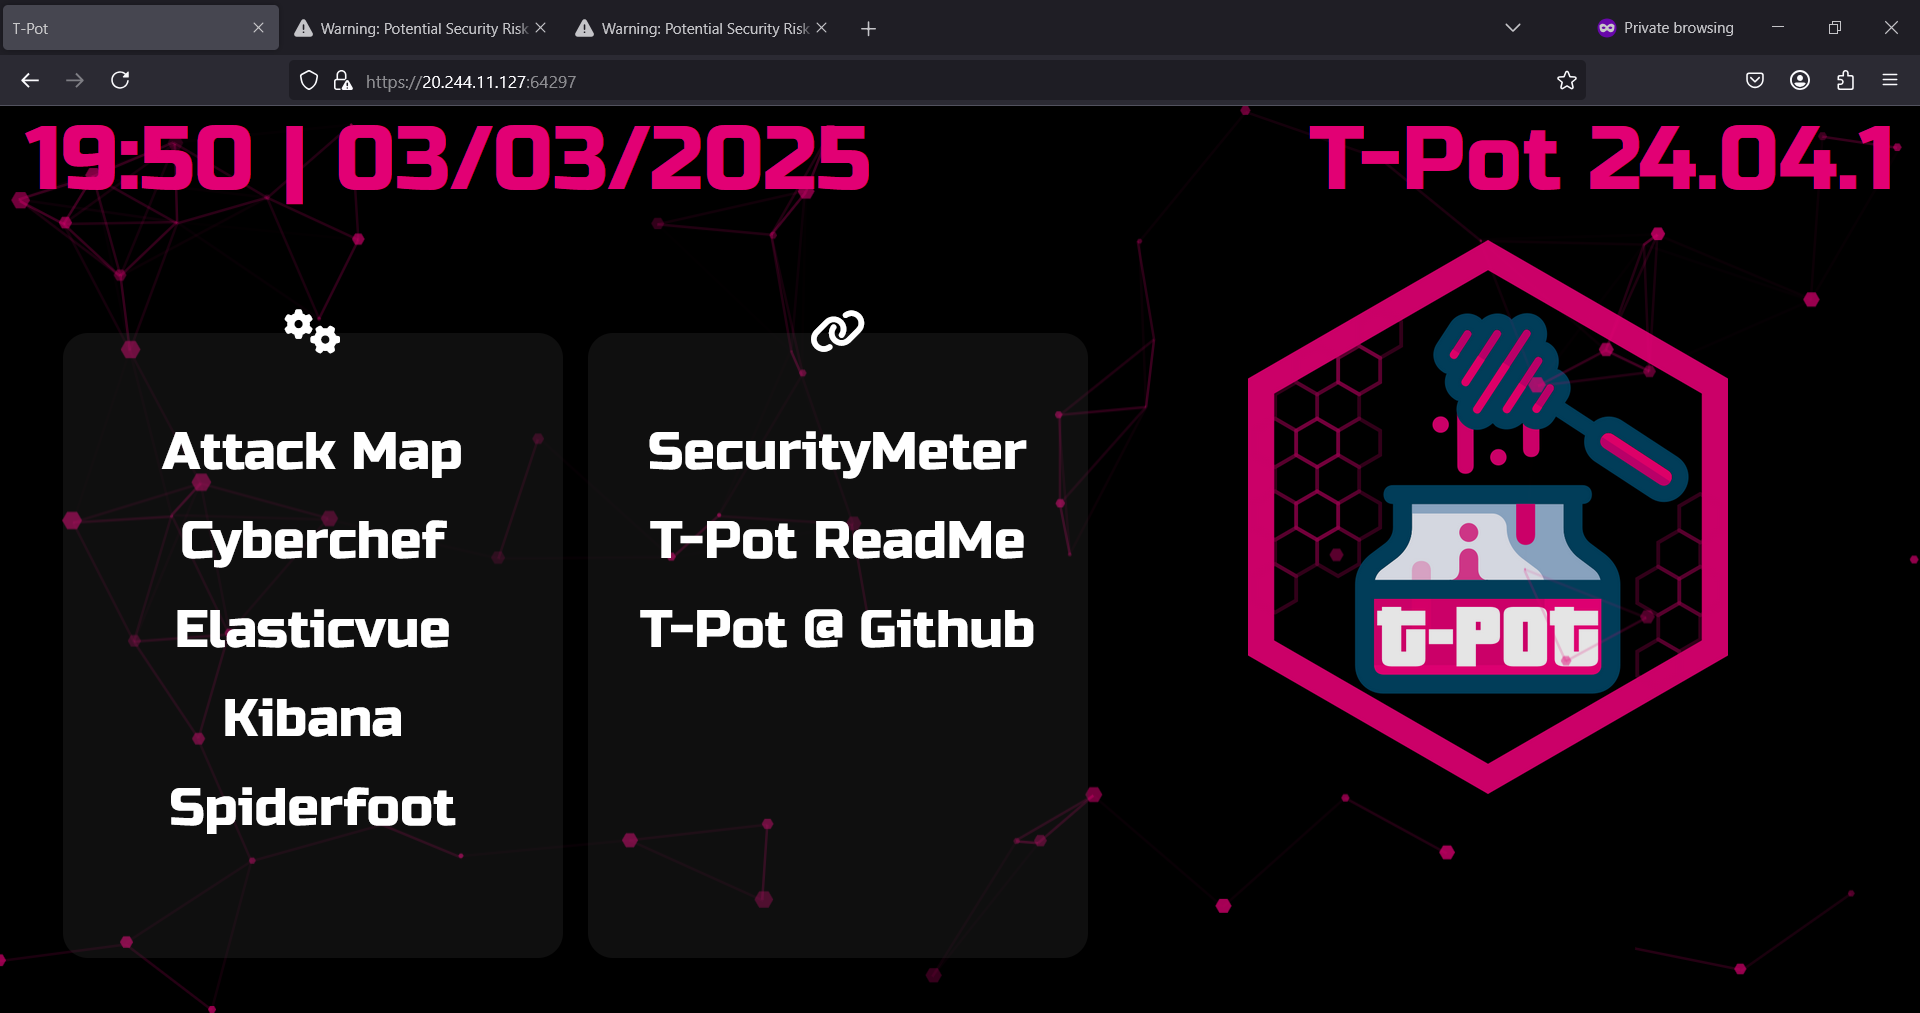 T-Pot
Warning: Potential Security Risk
Warning: Potential Security Risk
Private browsing
https://20.244.11.127:64297
19:50 | 03/03/2025
T-Pot 24.04.1
Attack Map
Cyberchef
Elasticvue
Kibana
Spiderfoot
SecurityMeter
T-Pot ReadMe
T-Pot @ Github
t-pot